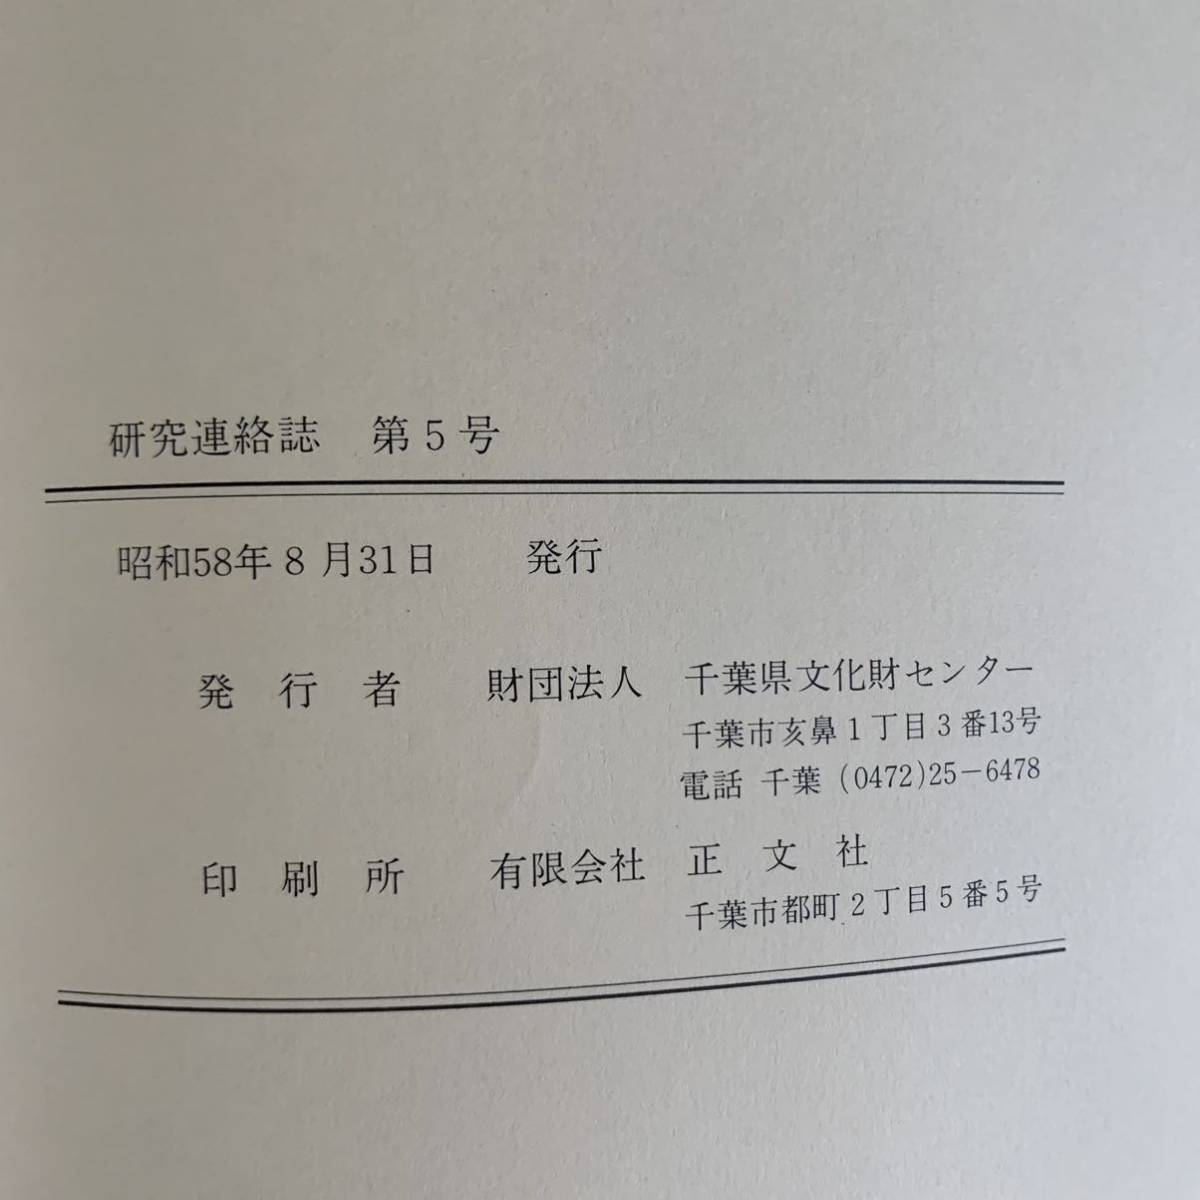 研究連絡誌 第5号
昭和58年8月31日 発行
発行者 財団法人 千葉県文化財センター
千葉市亥鼻1丁目3番13号
電話 千葉 (0472)25-6478
印刷所 有限会社 正文社
千葉市都町2丁目5番5号